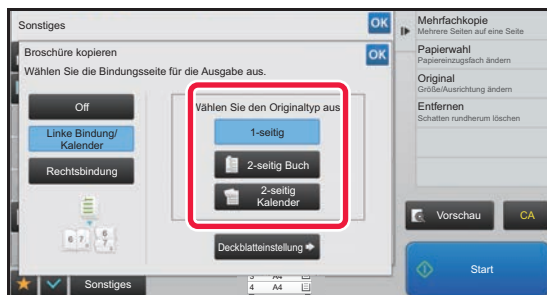 Sonstiges
OK
Broschüre kopieren
OK
Wählen Sie die Bindungsseite für die Ausgabe aus.
Off
Linke Bindung/
Kalender
Rechtsbindung
Wählen Sie den Originaltyp aus
1-seitig
2-seitig Buch
2-seitig
Kalender
Deckblatteinstellung
Sonstiges
3 A4
4 A4
Mehrfachkopie
Mehrere Seiten auf eine Seite
Papierwahl
Papiereinzugsfach ändern
Original
Größe/Ausrichtung ändern
Entfernen
Schatten rundherum löschen
Vorschau
CA
Start